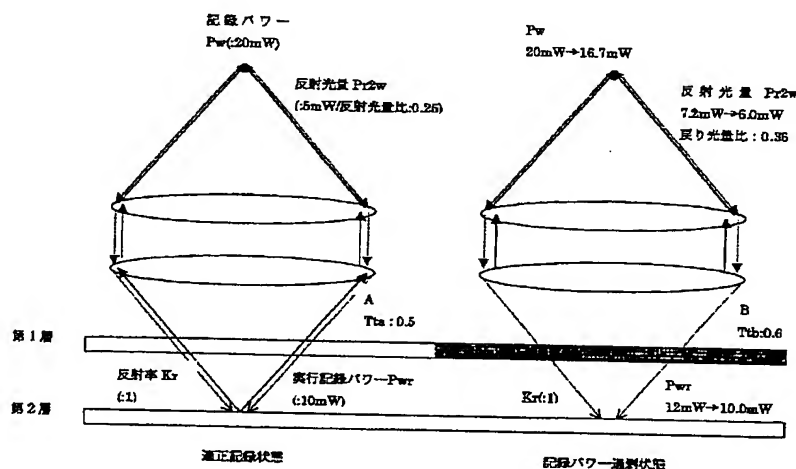 記録パワー
Pw(:20mW)
反射光量 Pr2w
(:5mW/反射光量比:0.25)
A
Tta : 0.5
第1層
反射率 Kr
(:1)
実行記録パワーPwr
(:10mW)
第2層
適正記録状態
Pw
20mW→16.7mW
反射光量 Pr2w
7.2mW→6.0mW
戻り光量比:0.36
B
Ttb:0.6
Kr(:1)
Pwr
12mW→10.0mW
記録パワー過剰状態